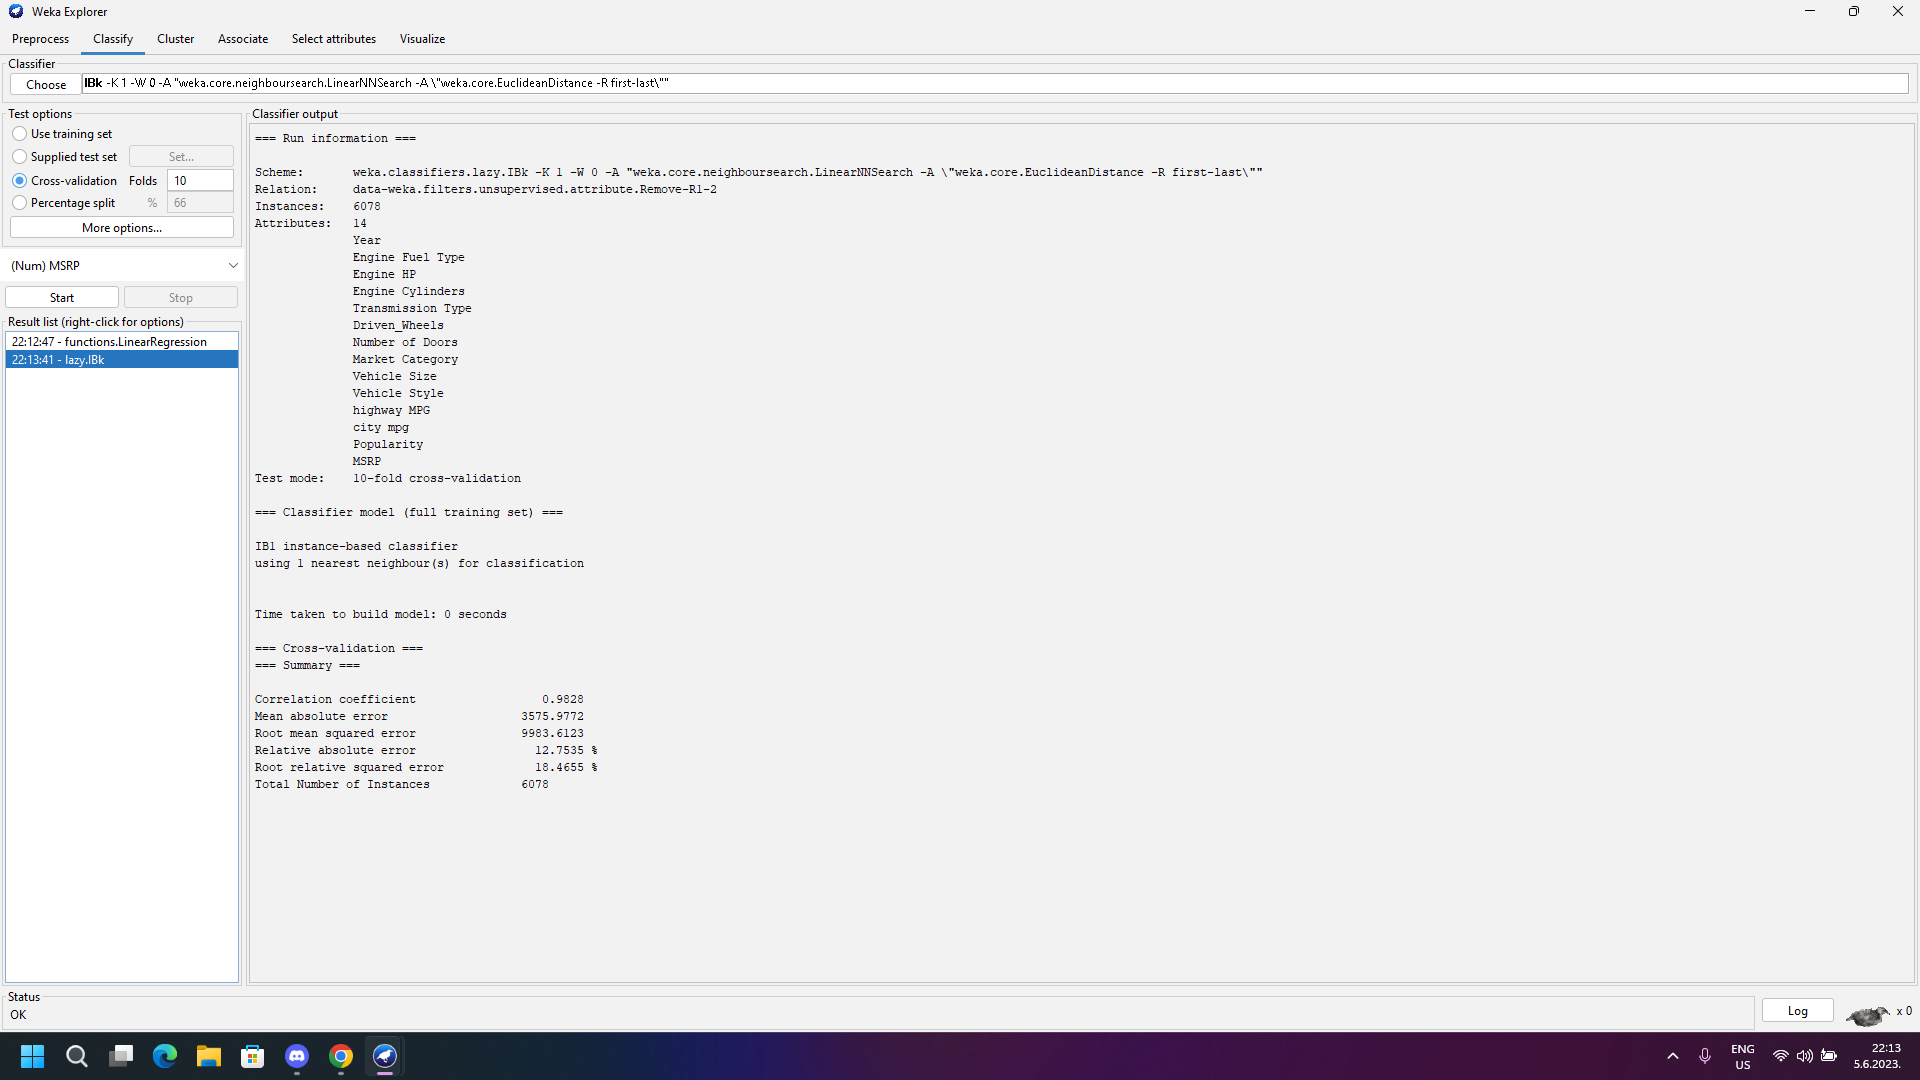 Weka Explorer
Preprocess Classify Cluster Associate Select attributes Visualize
Classifier
Choose IBk -K 1 -W 0 -A "weka.core.neighboursearch.LinearNNSearch -A \"weka.core.EuclideanDistance -R first-last\""
Test options
Use training set
Supplied test set Set...
Cross-validation Folds 10
Percentage split % 66
More options...
(Num) MSRP
Start Stop
Result list (right-click for options)
22:12:47 - functions.LinearRegression
22:13:41 - lazy.IBk
Classifier output
=== Run information ===
Scheme: weka.classifiers.lazy.IBk -K 1 -W 0 -A "weka.core.neighboursearch.LinearNNSearch -A \"weka.core.EuclideanDistance -R first-last\""
Relation: data-weka.filters.unsupervised.attribute.Remove-R1-2
Instances: 6078
Attributes: 14
Year
Engine Fuel Type
Engine HP
Engine Cylinders
Transmission Type
Driven_Wheels
Number of Doors
Market Category
Vehicle Size
Vehicle Style
highway MPG
city mpg
Popularity
MSRP
Test mode: 10-fold cross-validation
=== Classifier model (full training set) ===
IB1 instance-based classifier
using 1 nearest neighbour(s) for classification
Time taken to build model: 0 seconds
=== Cross-validation ===
=== Summary ===
Correlation coefficient 0.9828
Mean absolute error 3575.9772
Root mean squared error 9983.6123
Relative absolute error 12.7535 %
Root relative squared error 18.4655 %
Total Number of Instances 6078
Status
OK
Log
x 0
ENG
US
22:13
5.6.2023.